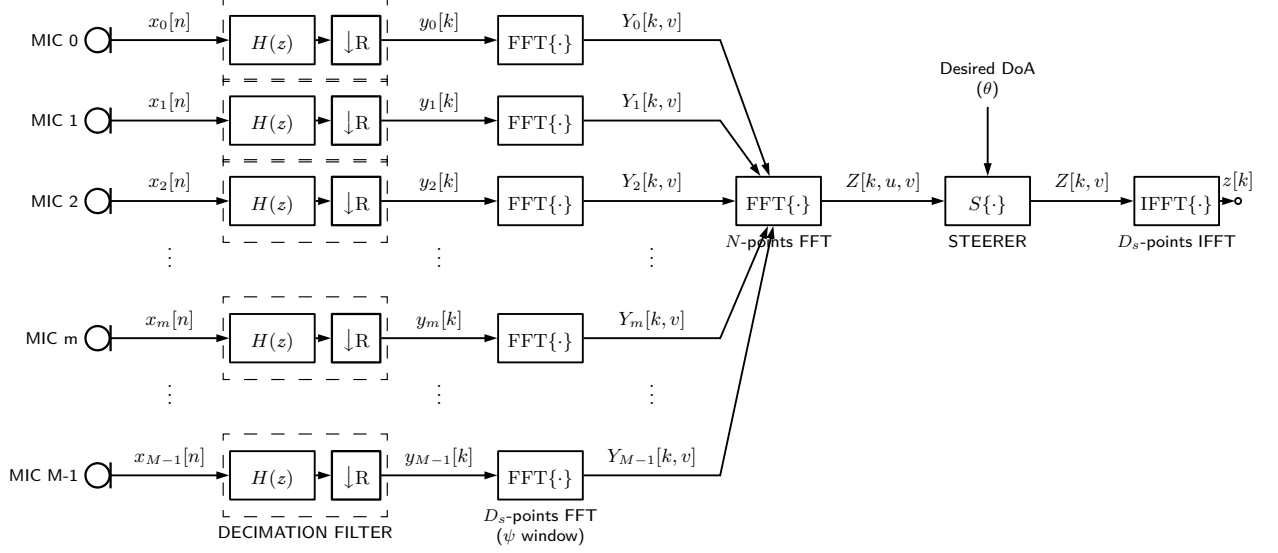 MIC 0 x₀[n] H(z) ↓R y₀[k] FFT{·} Y₀[k, v]
Desired DoA
(θ)
MIC 1 x₁[n] H(z) ↓R y₁[k] FFT{·} Y₁[k, v]
MIC 2 x₂[n] H(z) ↓R y₂[k] FFT{·} Y₂[k, v] FFT{·} Z[k, u, v] S{·} Z[k, v] IFFT{·} z[k]
N-points FFT STEERER Dₛ-points IFFT
⋮ ⋮ ⋮
MIC m xₘ[n] H(z) ↓R yₘ[k] FFT{·} Yₘ[k, v]
⋮ ⋮ ⋮
MIC M-1 x_{M−1}[n] H(z) ↓R y_{M−1}[k] FFT{·} Y_{M−1}[k, v]
DECIMATION FILTER Dₛ-points FFT
(ψ window)